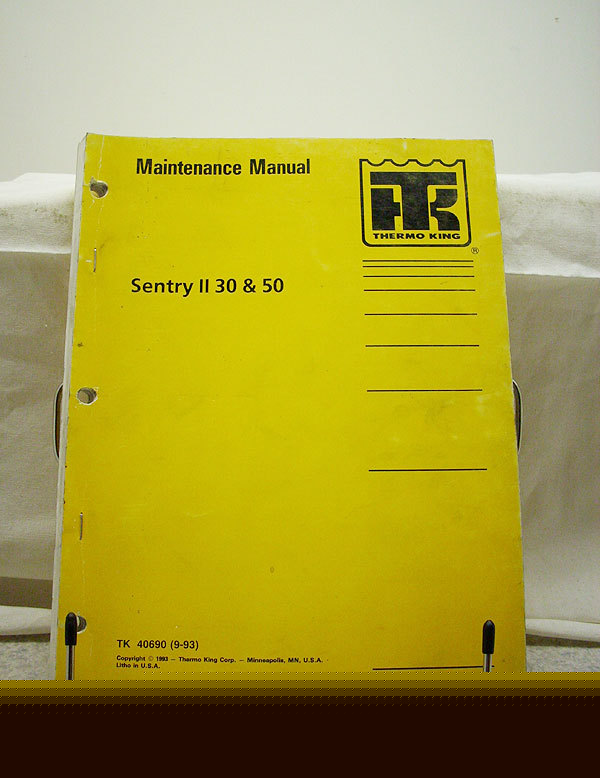 Maintenance Manual
TK
THERMO KING
®
Sentry II 30 & 50
TK 40690 (9-93)
Copyright © 1993 – Thermo King Corp. – Minneapolis, MN, U.S.A.
Litho in U.S.A.